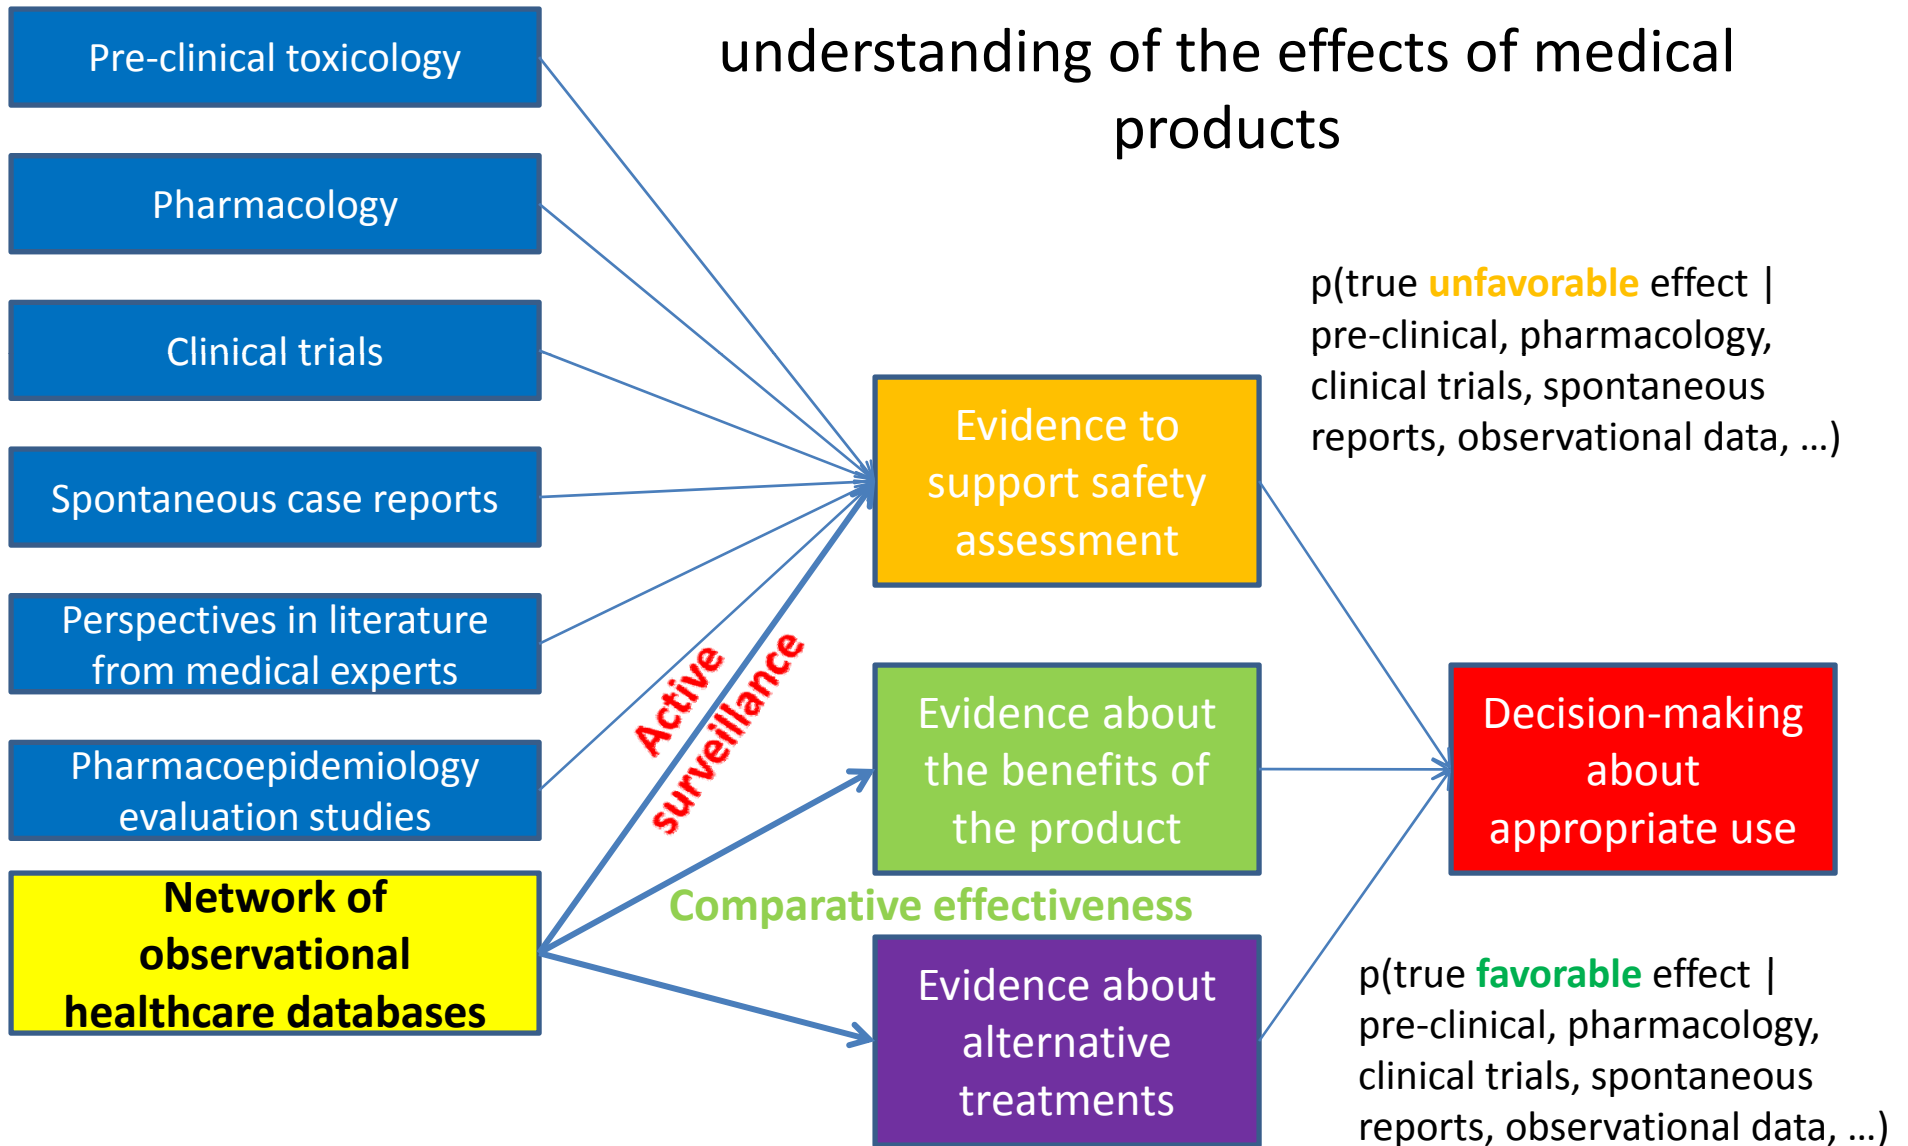 understanding of the effects of medical
products
Pre-clinical toxicology
Pharmacology
Clinical trials
Spontaneous case reports
Perspectives in literature
from medical experts
Pharmacoepidemiology
evaluation studies
Network of
observational
healthcare databases
Active
surveillance
Comparative effectiveness
Evidence to
support safety
assessment
Evidence about
the benefits of
the product
Evidence about
alternative
treatments
p(true unfavorable effect |
pre-clinical, pharmacology,
clinical trials, spontaneous
reports, observational data, …)
Decision-making
about
appropriate use
p(true favorable effect |
pre-clinical, pharmacology,
clinical trials, spontaneous
reports, observational data, …)